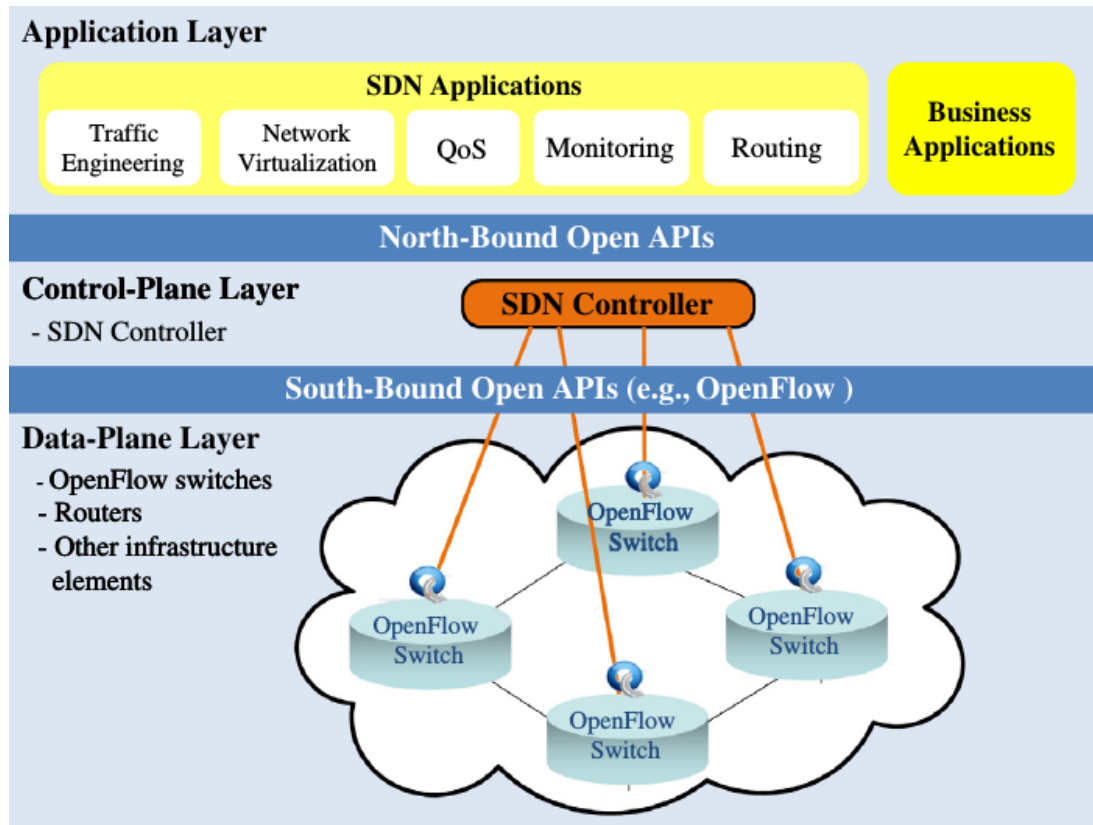 Application Layer
SDN Applications
Traffic
Engineering
Network
Virtualization
QoS
Monitoring
Routing
Business
Applications
North-Bound Open APIs
Control-Plane Layer
- SDN Controller
SDN Controller
South-Bound Open APIs (e.g., OpenFlow )
Data-Plane Layer
- OpenFlow switches
- Routers
- Other infrastructure
elements
OpenFlow
Switch
OpenFlow
Switch
OpenFlow
Switch
OpenFlow
Switch